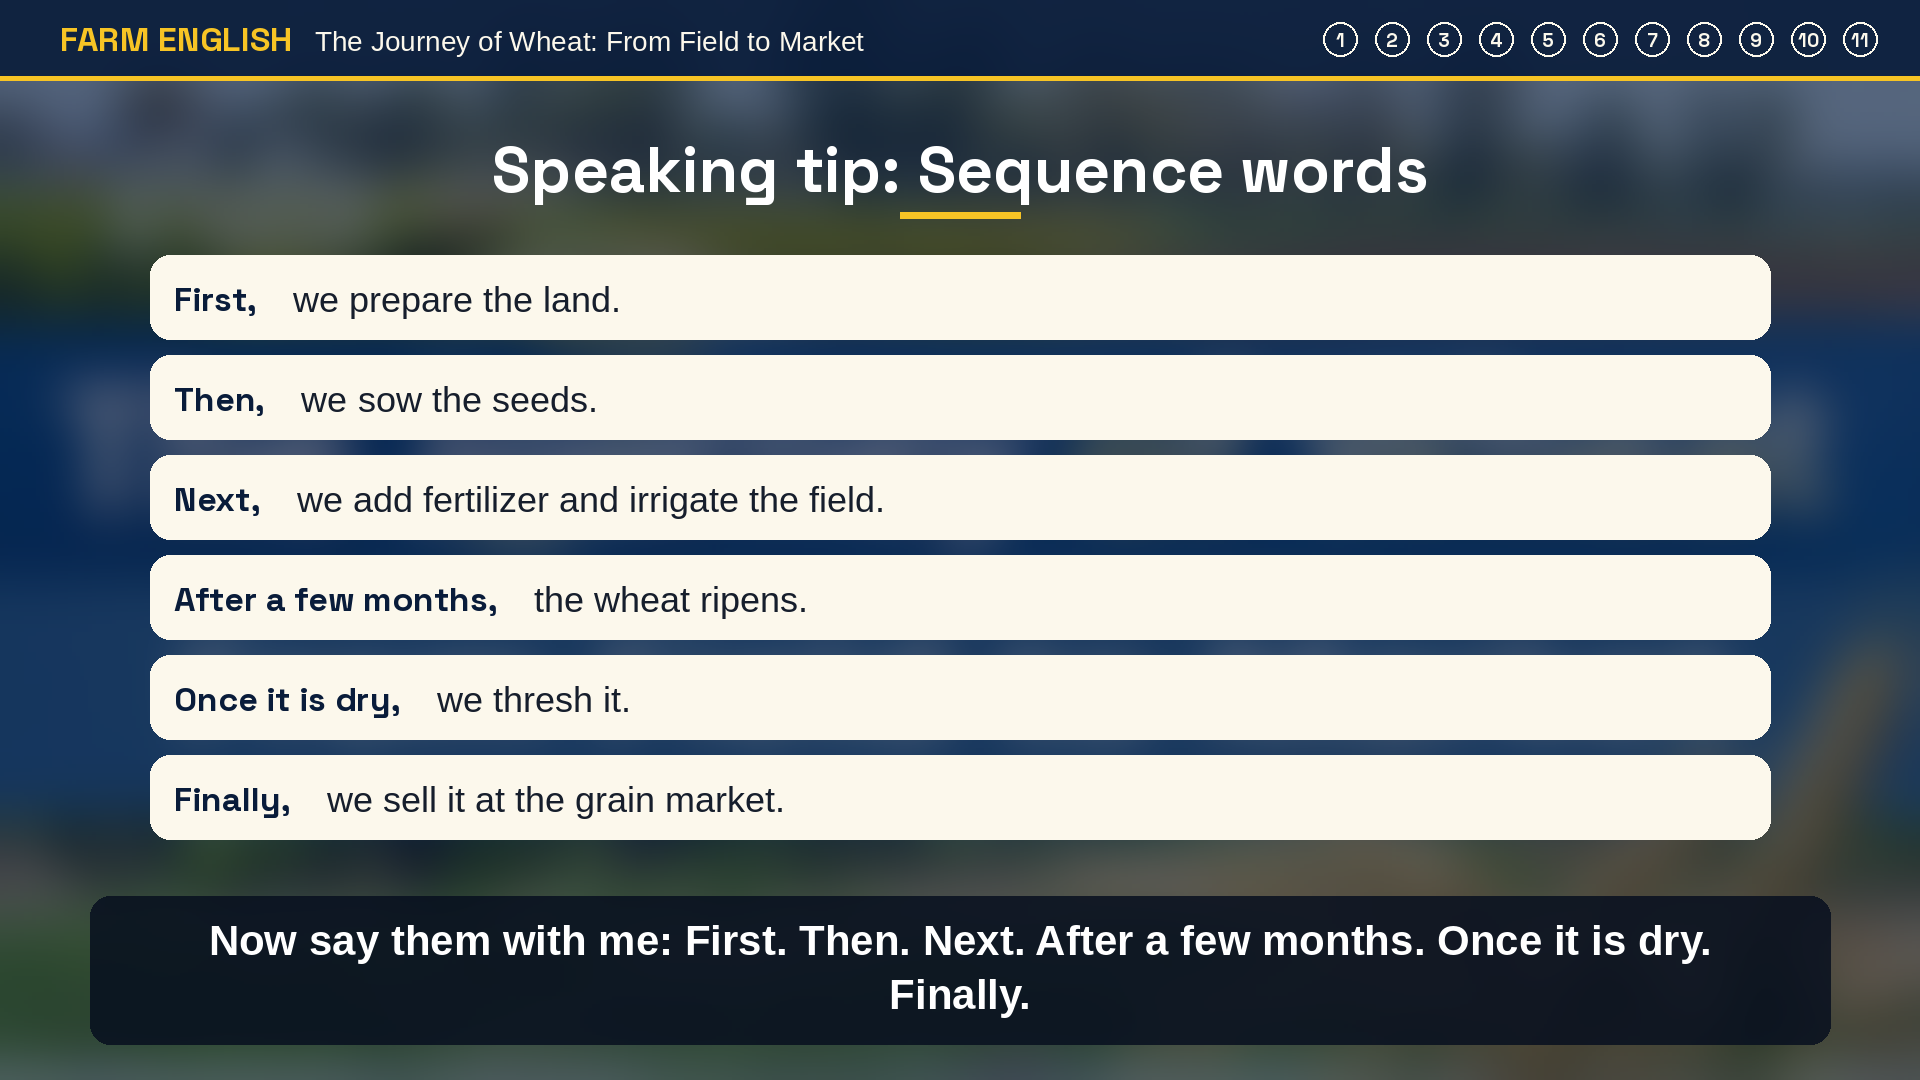 FARM ENGLISH The Journey of Wheat: From Field to Market 1 2 3 4 5 6 7 8 9 10 11
Speaking tip: Sequence words
First, we prepare the land.
Then, we sow the seeds.
Next, we add fertilizer and irrigate the field.
After a few months, the wheat ripens.
Once it is dry, we thresh it.
Finally, we sell it at the grain market.
Now say them with me: First. Then. Next. After a few months. Once it is dry.
Finally.